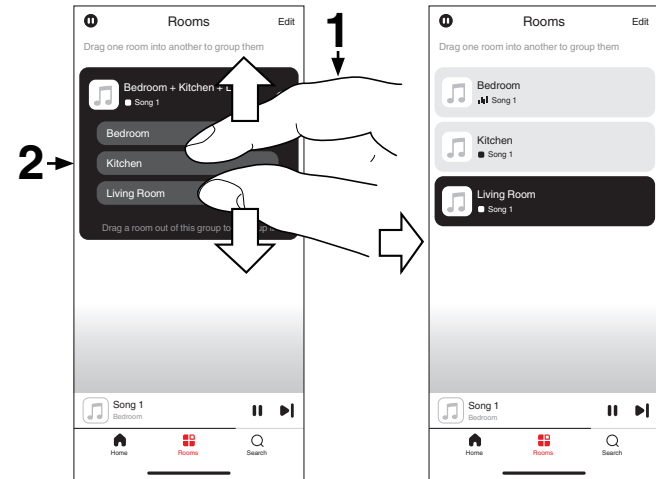 Rooms
Edit
Drag one room into another to group them
1
Bedroom + Kitchen +
Song 1
Bedroom
2
Kitchen
Living Room
Drag a room out of this group to
Song 1
Bedroom
Home
Rooms
Search
Rooms
Edit
Drag one room into another to group them
Bedroom
Song 1
Kitchen
Song 1
Living Room
Song 1
Song 1
Bedroom
Home
Rooms
Search